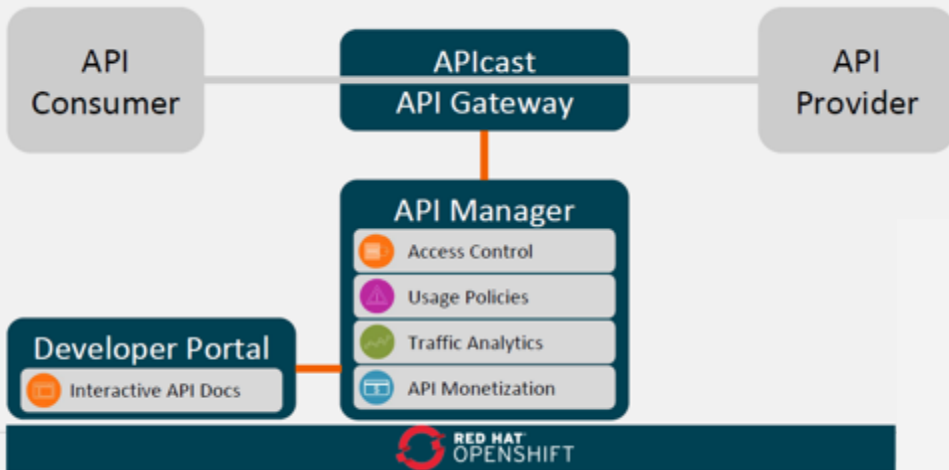 API
Consumer
APIcast
API Gateway
API
Provider
API Manager
Access Control
Usage Policies
Traffic Analytics
API Monetization
Developer Portal
Interactive API Docs
RED HAT
OPENSHIFT